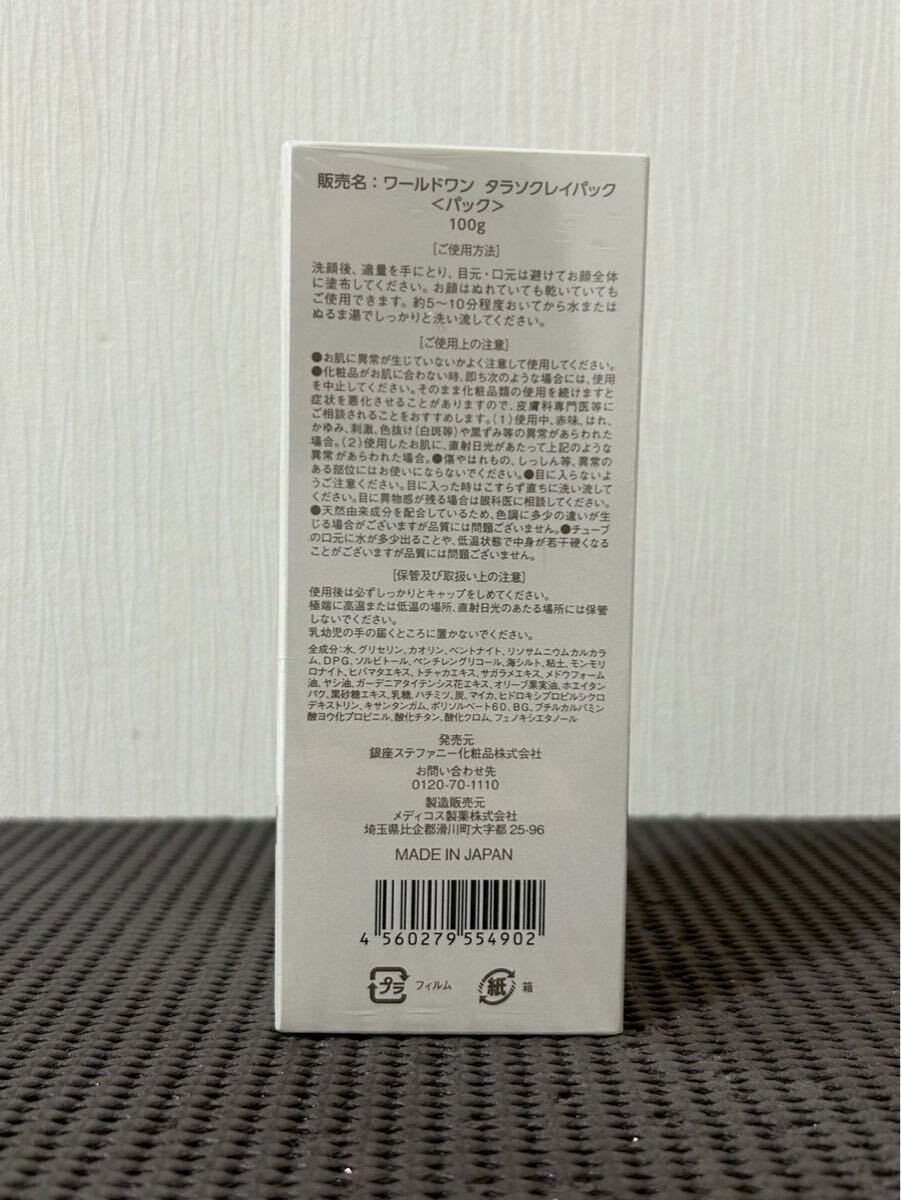 販売名：ワールドワン タラソクレイパック
＜パック＞
100g
［ご使用方法］
洗顔後、適量を手にとり、目元・口元は避けてお顔全体
に塗布してください。お顔はぬれていても乾いていても
ご使用できます。約5〜10分程度おいてから水または
ぬるま湯でしっかりと洗い流してください。
［ご使用上の注意］
●お肌に異常が生じていないかよく注意して使用してください。
●化粧品がお肌に合わない時、即ち次のような場合には、使用
を中止してください。そのまま化粧品類の使用を続けますと
症状を悪化させることがありますので、皮膚科専門医等に
ご相談されることをおすすめします。（1）使用中、赤味、はれ、
かゆみ、刺激、色抜け（白斑等）や黒ずみ等の異常があらわれた
場合。（2）使用したお肌に、直射日光があたって上記のような
異常があらわれた場合。●傷やはれもの、しっしん等、異常の
ある部位にはお使いにならないでください。●目に入らないよ
うご注意ください。目に入った時はこすらず直ちに洗い流して
ください。目に異物感が残る場合は眼科医に相談してください。
●天然由来成分を配合しているため、色調に多少の違いが生
じる場合がございますが品質には問題ございません。●チューブ
の口元に水が多少出ることや、低温状態で中身が若干硬くなる
ことがございますが品質には問題ございません。
［保管及び取扱い上の注意］
使用後は必ずしっかりとキャップをしめてください。
極端に高温または低温の場所、直射日光のあたる場所には保管
しないでください。
乳幼児の手の届くところに置かないでください。
全成分：水、グリセリン、カオリン、ベントナイト、リソサムニウムカルカラ
ム、DPG、ソルビトール、ペンチレングリコール、海シルト、粘土、モンモリ
ロナイト、ヒバマタエキス、トチャカエキス、サガラメエキス、メドウフォーム
油、ヤシ油、ガーデニアタイテンシス花エキス、オリーブ果実油、ホエイタン
パク、黒砂糖エキス、乳糖、ハチミツ、炭、マイカ、ヒドロキシプロピルシクロ
デキストリン、キサンタンガム、ポリソルベート60、BG、ブチルカルバミン
酸ヨウ化プロピニル、酸化チタン、酸化クロム、フェノキシエタノール
発売元
銀座ステファニー化粧品株式会社
お問い合わせ先
0120-70-1110
製造販売元
メディコス製薬株式会社
埼玉県比企郡滑川町大字都 25-96
MADE IN JAPAN
4 560279 554902
プラ フィルム 紙 箱